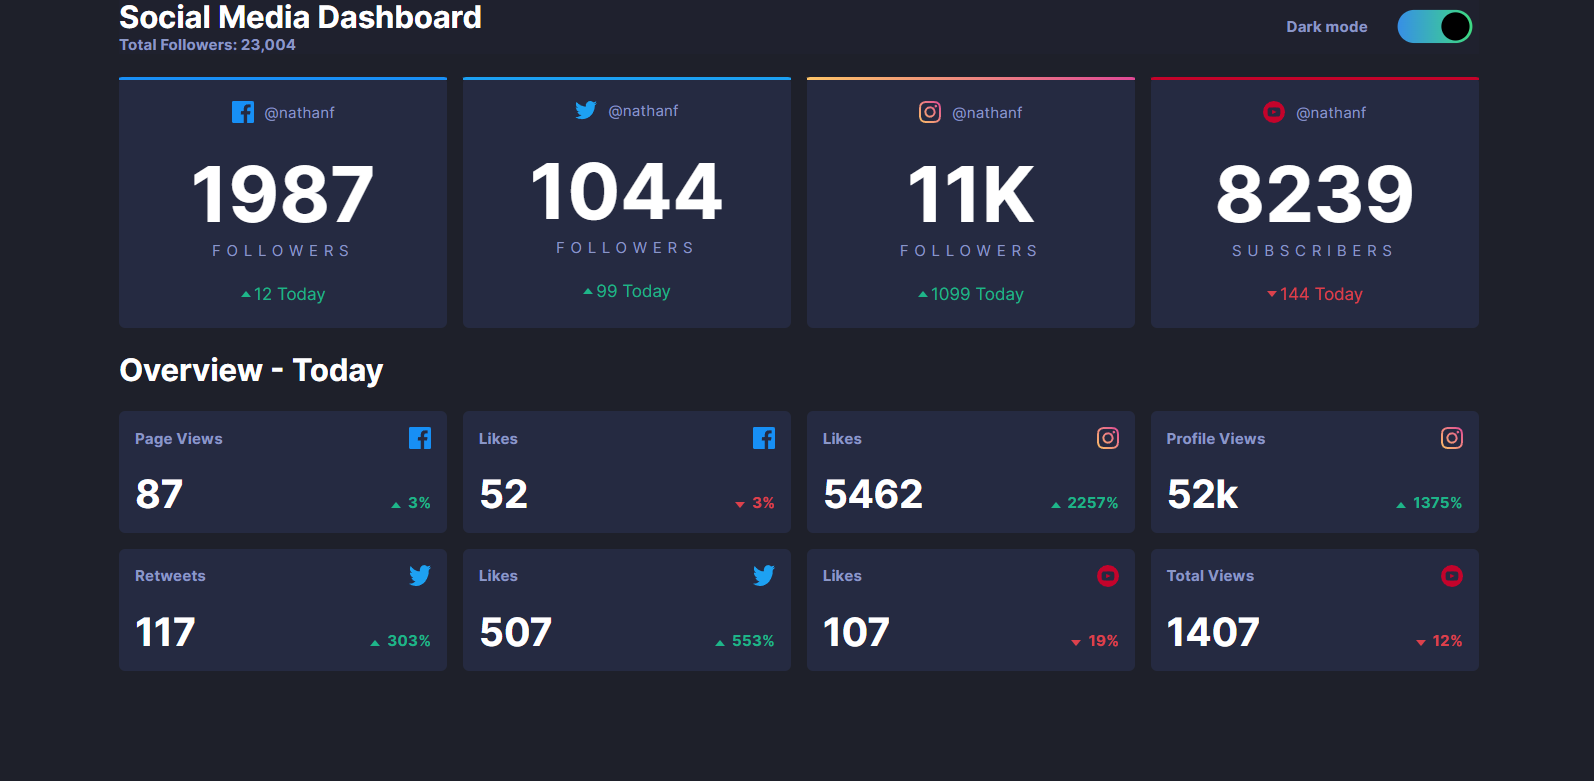 Social Media Dashboard
Total Followers: 23,004
Dark mode
@nathanf
1987
FOLLOWERS
12 Today
@nathanf
1044
FOLLOWERS
99 Today
@nathanf
11K
FOLLOWERS
1099 Today
@nathanf
8239
SUBSCRIBERS
144 Today
Overview - Today
Page Views
87
3%
Likes
52
3%
Likes
5462
2257%
Profile Views
52k
1375%
Retweets
117
303%
Likes
507
553%
Likes
107
19%
Total Views
1407
12%